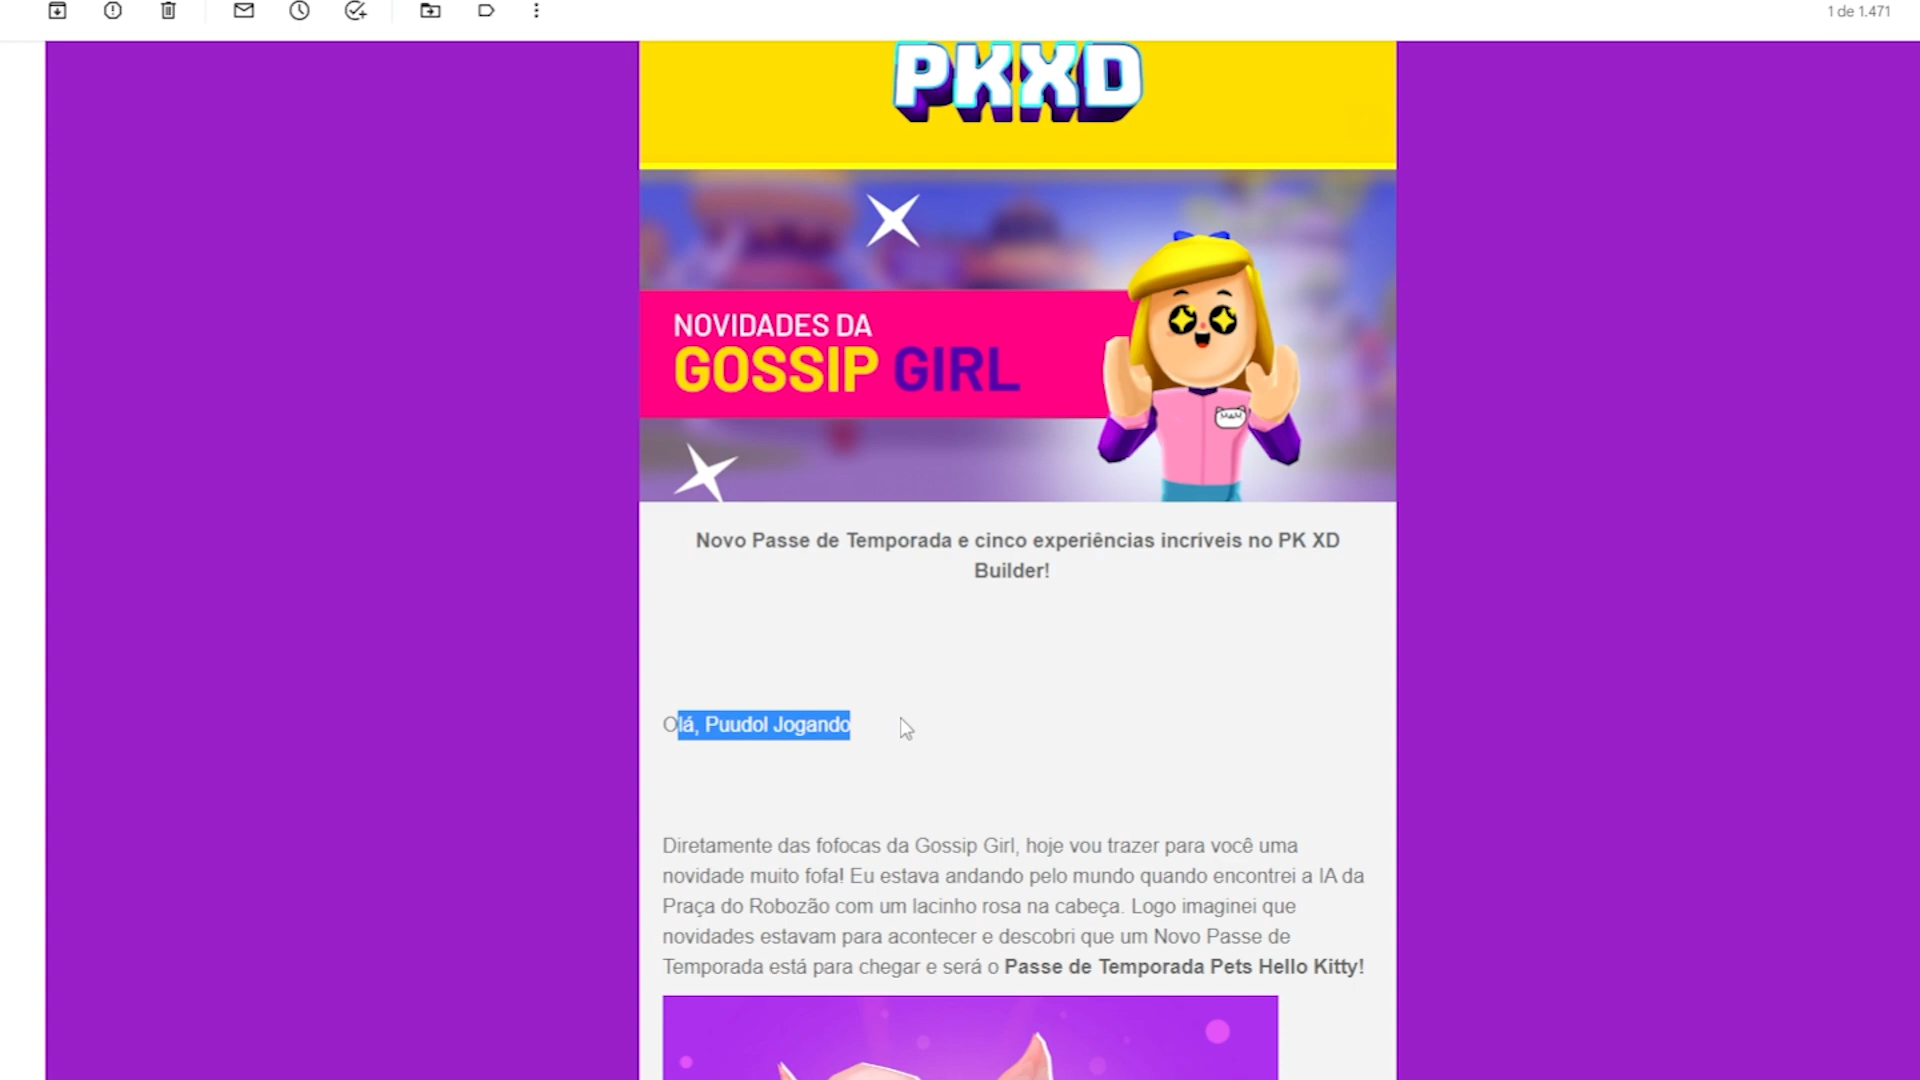 1 de 1.471
PKXD
NOVIDADES DA
GOSSIP GIRL
Novo Passe de Temporada e cinco experiências incríveis no PK XD
Builder!
Olá, Puudol Jogando
Diretamente das fofocas da Gossip Girl, hoje vou trazer para você uma
novidade muito fofa! Eu estava andando pelo mundo quando encontrei a IA da
Praça do Robozão com um lacinho rosa na cabeça. Logo imaginei que
novidades estavam para acontecer e descobri que um Novo Passe de
Temporada está para chegar e será o Passe de Temporada Pets Hello Kitty!